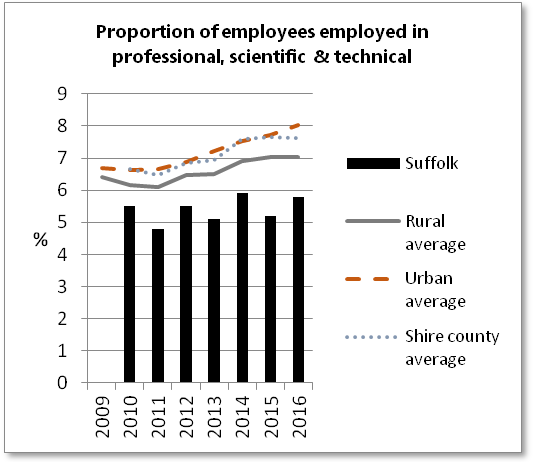 Proportion of employees employed in
professional, scientific & technical
9
8
7
6
5
4
3
2
1
0
%
2009
2010
2011
2012
2013
2014
2015
2016
Suffolk
Rural
average
Urban
average
Shire county
average